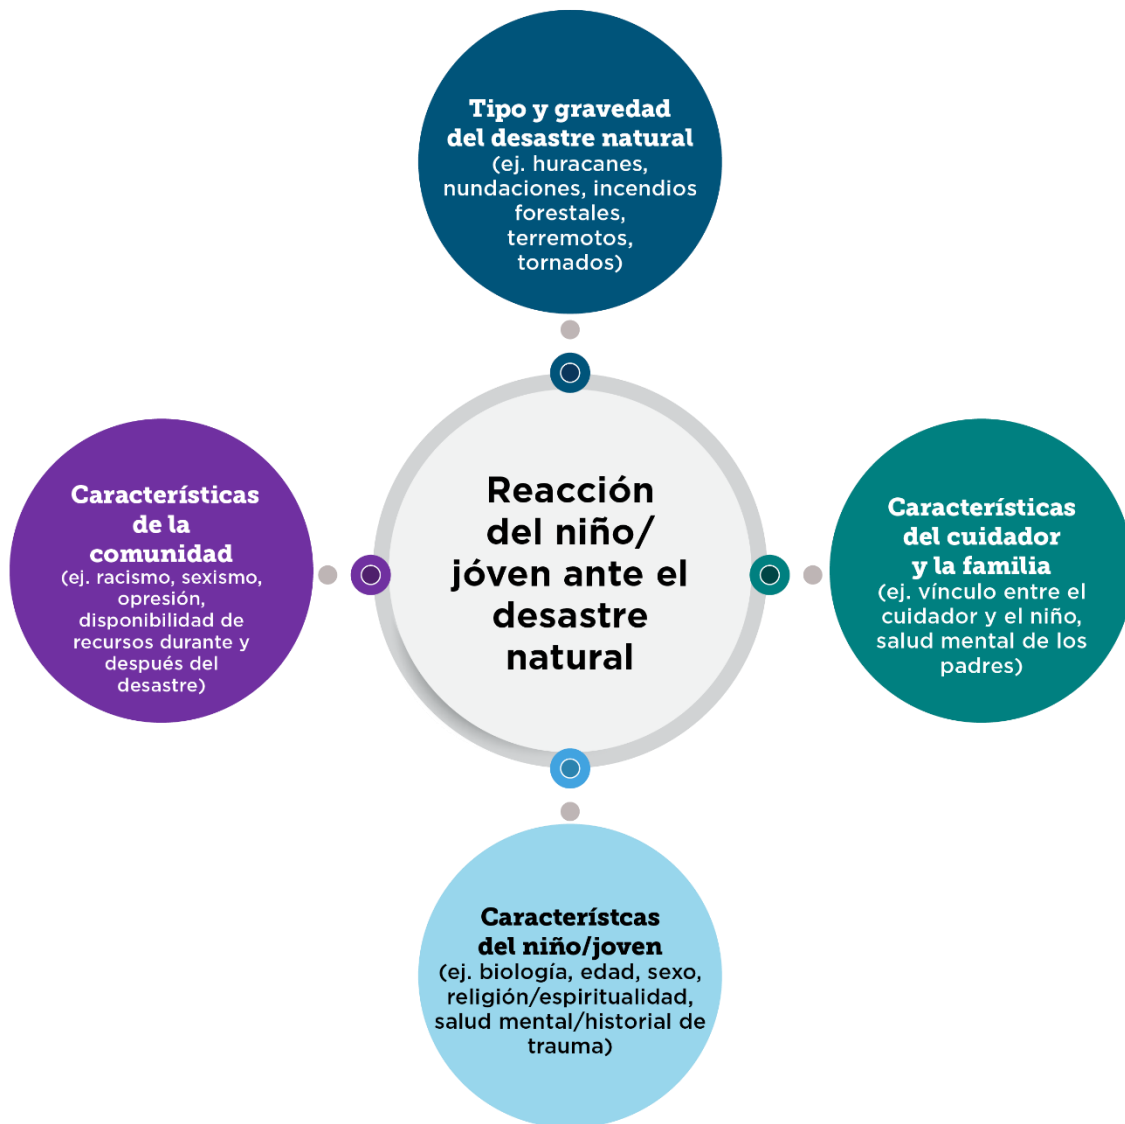 Tipo y gravedad
del desastre natural
(ej. huracanes,
nundaciones, incendios
forestales,
terremotos,
tornados)
Características
de la
comunidad
(ej. racismo, sexismo,
opresión,
disponibilidad de
recursos durante y
después del
desastre)
Reacción
del niño/
jóven ante el
desastre
natural
Características
del cuidador
y la familia
(ej. vínculo entre el
cuidador y el niño,
salud mental de los
padres)
Característcas
del niño/joven
(ej. biología, edad, sexo,
religión/espiritualidad,
salud mental/historial de
trauma)